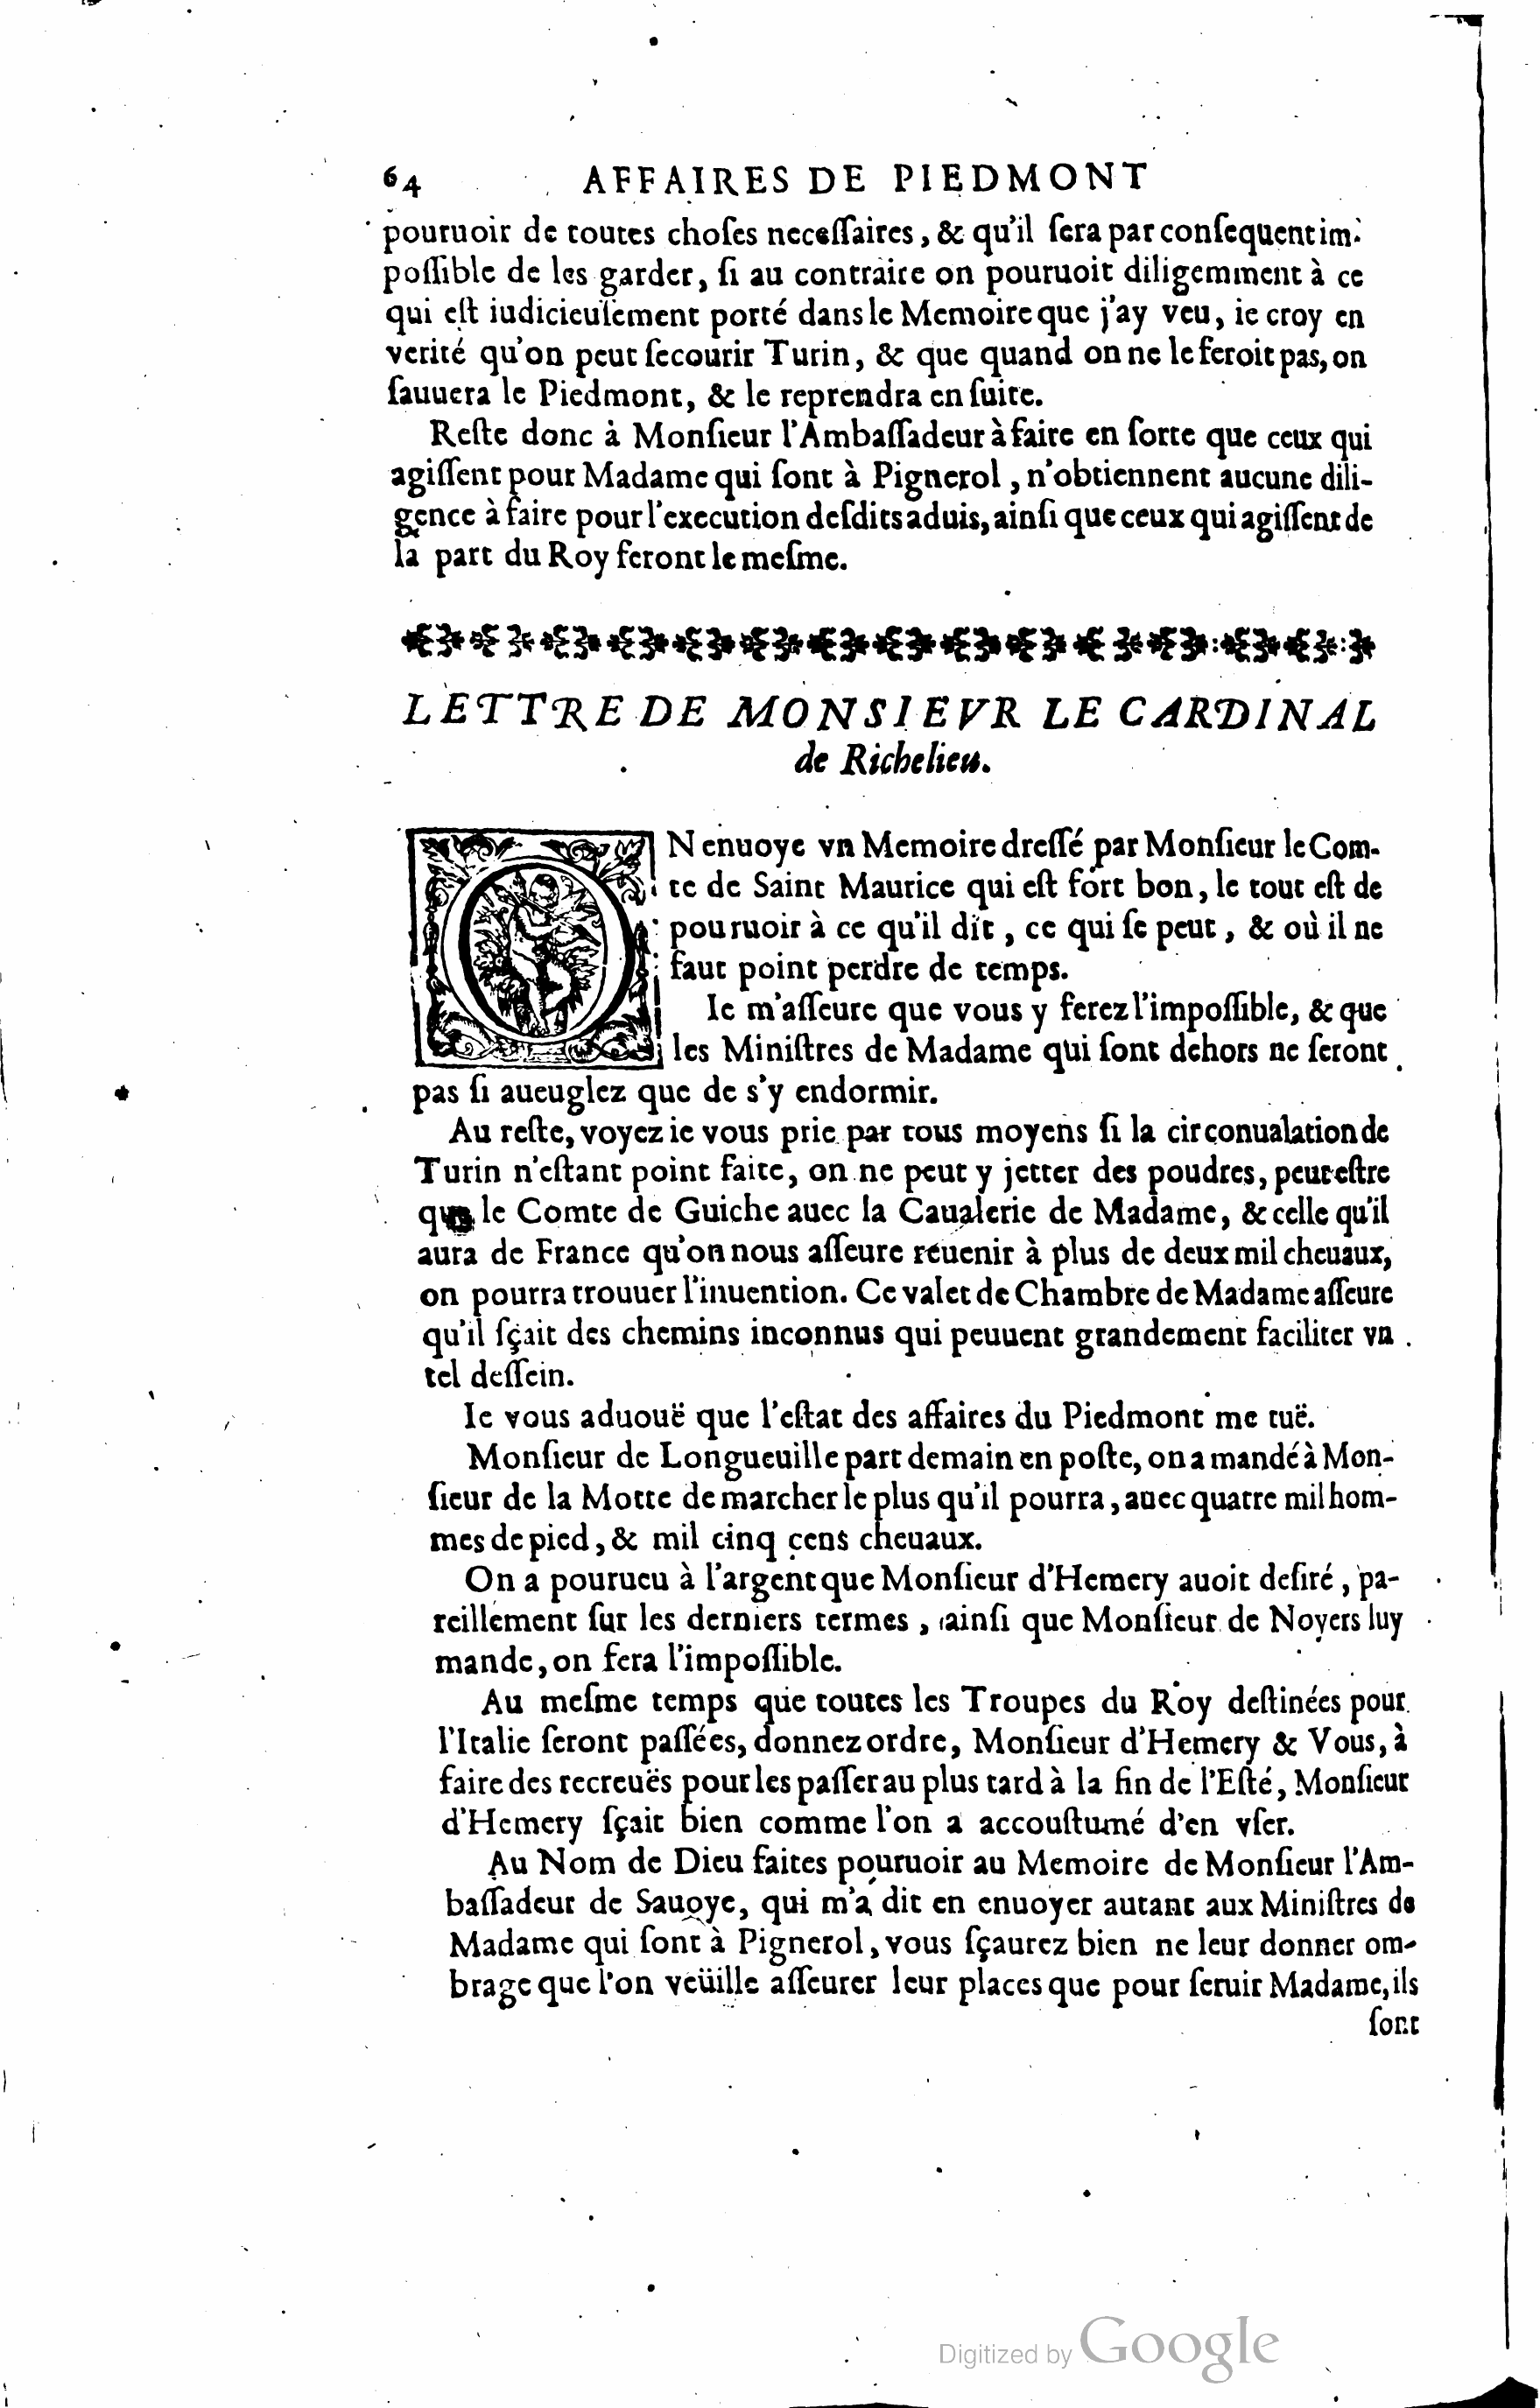 64 AFFAIRES DE PIEDMONT
pouruoir de toutes choſes neceſſaires, & qu'il ſera par conſequent im-
poſſible de les garder, ſi au contraire on pouruoit diligemment à ce
qui eſt iudicieuſement porté dans le Memoire que j'ay veu, ie croy en
verité qu'on peut ſecourir Turin, & que quand on ne le feroit pas, on
ſauuera le Piedmont, & le reprendra en ſuite.
Reſte donc à Monſieur l'Ambaſſadeur à faire en ſorte que ceux qui
agiſſent pour Madame qui ſont à Pignerol, n'obtiennent aucune dili-
gence à faire pour l'execution deſdits aduis, ainſi que ceux qui agiſſent de
la part du Roy feront le meſme.
LETTRE DE MONSIEVR LE CARDINAL
de Richelieu.
ON enuoye vn Memoire dreſſé par Monſieur le Com-
te de Saint Maurice qui eſt fort bon, le tout eſt de
pouruoir à ce qu'il dit, ce qui ſe peut, & où il ne
faut point perdre de temps.
Ie m'aſſeure que vous y ferez l'impoſſible, & que
les Miniſtres de Madame qui ſont dehors ne ſeront
pas ſi aueuglez que de s'y endormir.
Au reſte, voyez ie vous prie par tous moyens ſi la circonualation de
Turin n'eſtant point faite, on ne peut y jetter des poudres, peut-eſtre
que le Comte de Guiche auec la Caualerie de Madame, & celle qu'il
aura de France qu'on nous aſſeure reuenir à plus de deux mil cheuaux,
on pourra trouuer l'inuention. Ce valet de Chambre de Madame aſſeure
qu'il ſçait des chemins inconnus qui peuuent grandement faciliter vn
tel deſſein.
Ie vous aduouë que l'eſtat des affaires du Piedmont me tuë.
Monſieur de Longueuille part demain en poſte, on a mandé à Mon-
ſieur de la Motte de marcher le plus qu'il pourra, auec quatre mil hom-
mes de pied, & mil cinq cens cheuaux.
On a pourueu à l'argent que Monſieur d'Hemery auoit deſiré, pa-
reillement ſur les derniers termes, ainſi que Monſieur de Noyers luy
mande, on fera l'impoſſible.
Au meſme temps que toutes les Troupes du Roy deſtinées pour
l'Italie ſeront paſſées, donnez ordre, Monſieur d'Hemery & Vous, à
faire des recreuës pour les paſſer au plus tard à la fin de l'Eſté, Monſieur
d'Hemery ſçait bien comme l'on a accouſtumé d'en vſer.
Au Nom de Dieu faites pouruoir au Memoire de Monſieur l'Am-
baſſadeur de Sauoye, qui m'a dit en enuoyer autant aux Miniſtres de
Madame qui ſont à Pignerol, vous ſçaurez bien ne leur donner om-
brage que l'on veüille aſſeurer leur places que pour ſeruir Madame, ils
ſont
Digitized by Google